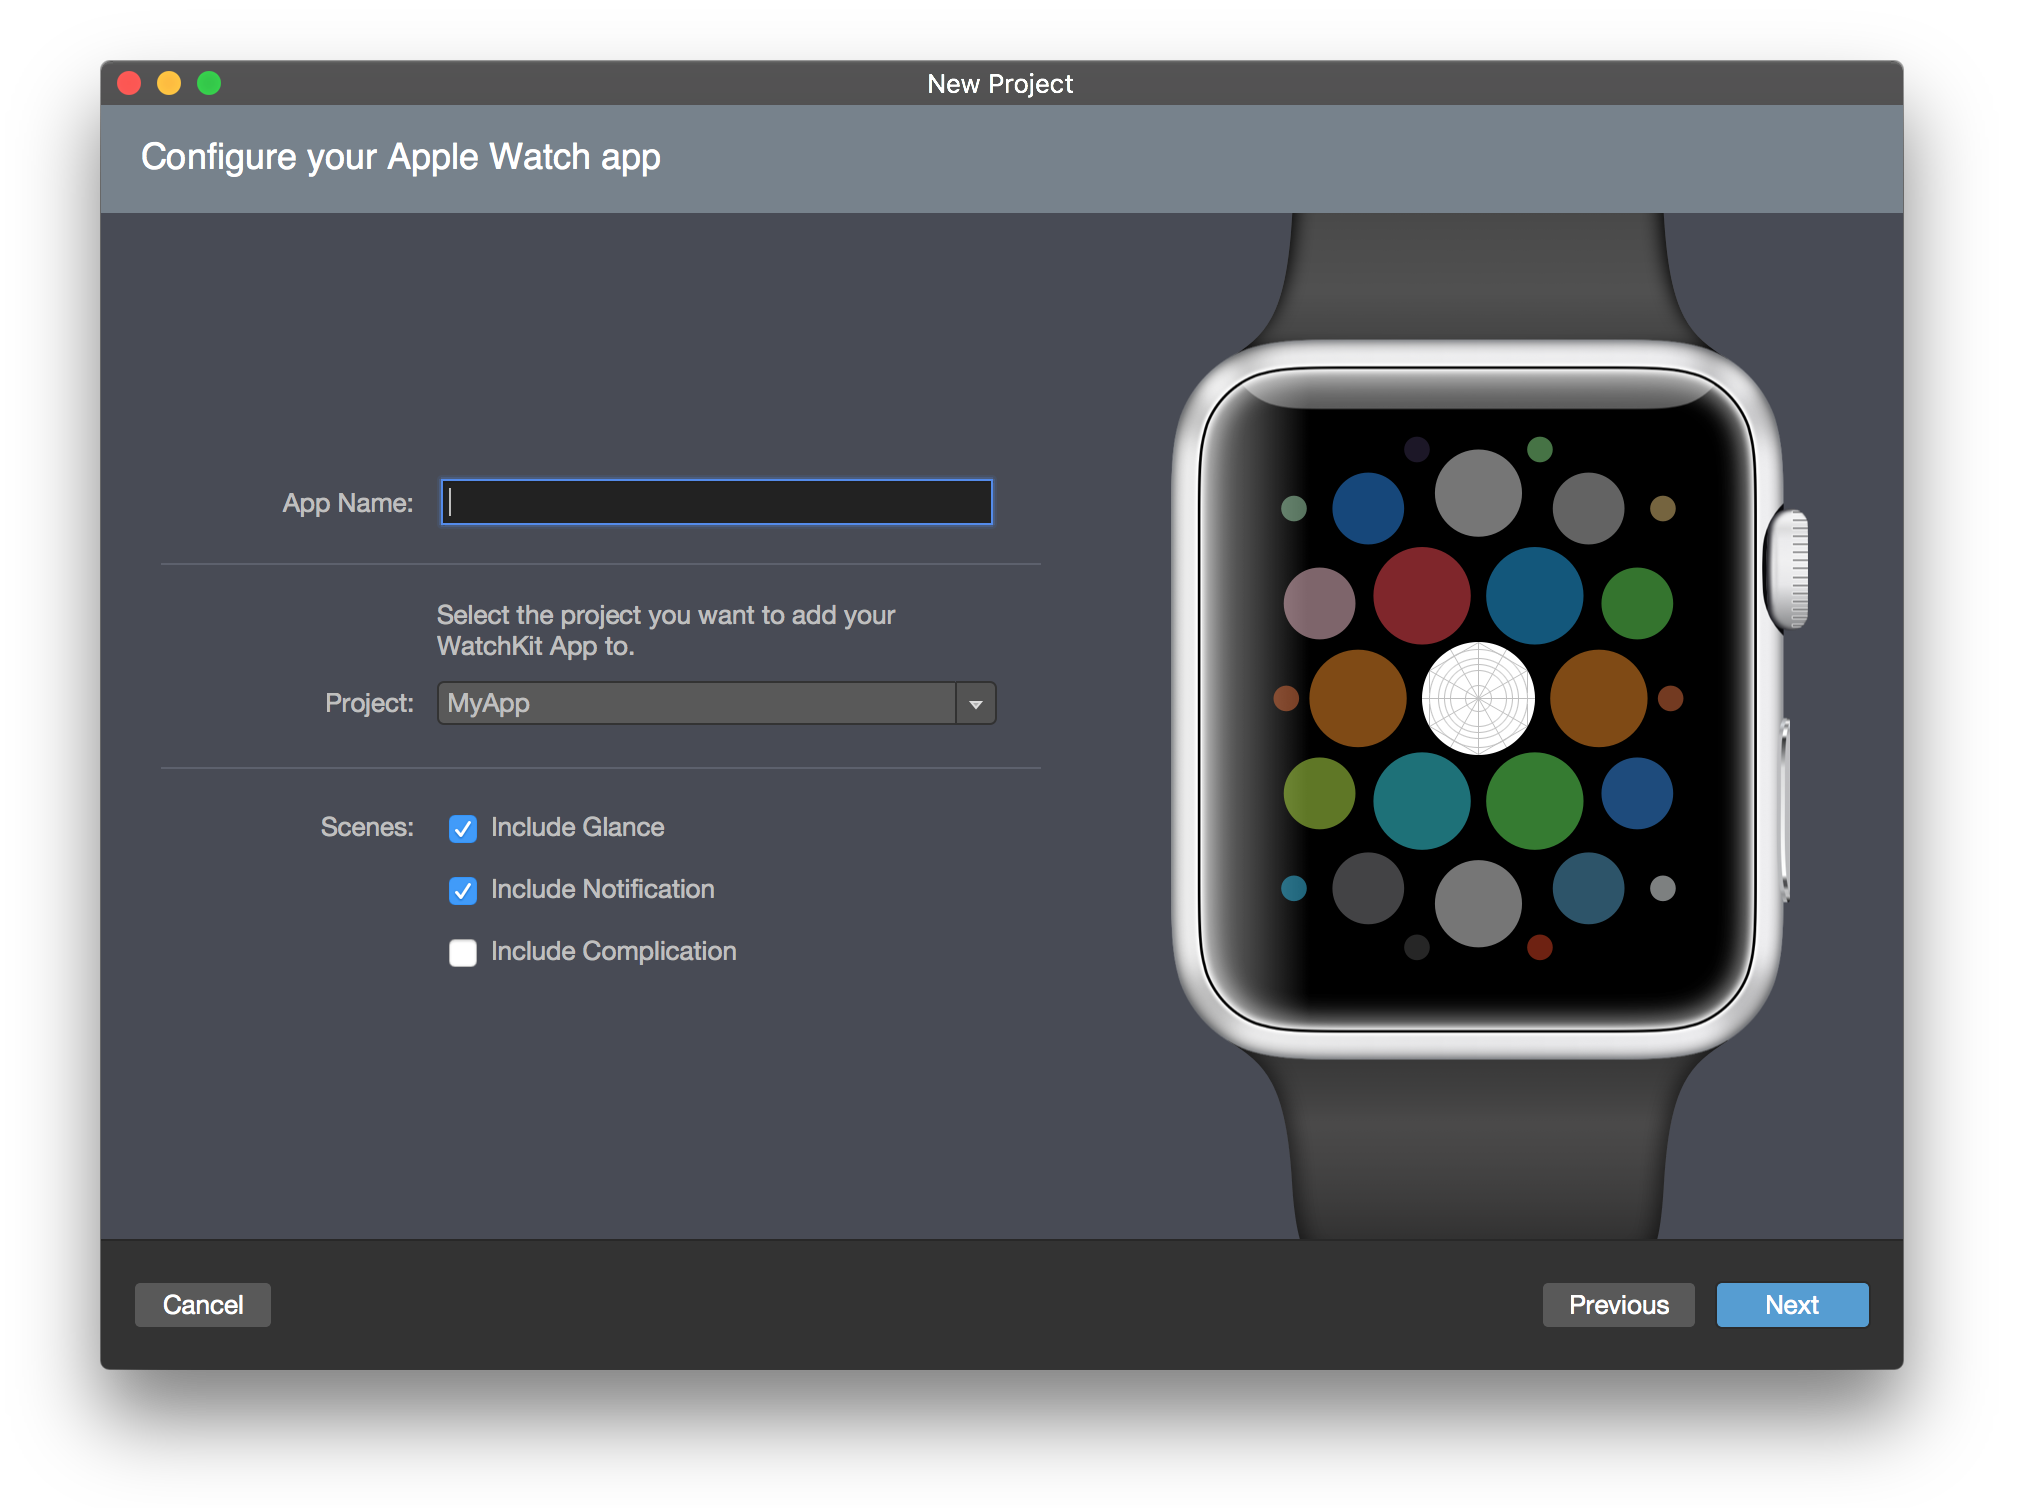 New Project
Configure your Apple Watch app
App Name:
Select the project you want to add your
WatchKit App to.
Project: MyApp
Scenes: Include Glance
Include Notification
Include Complication
Cancel Previous Next